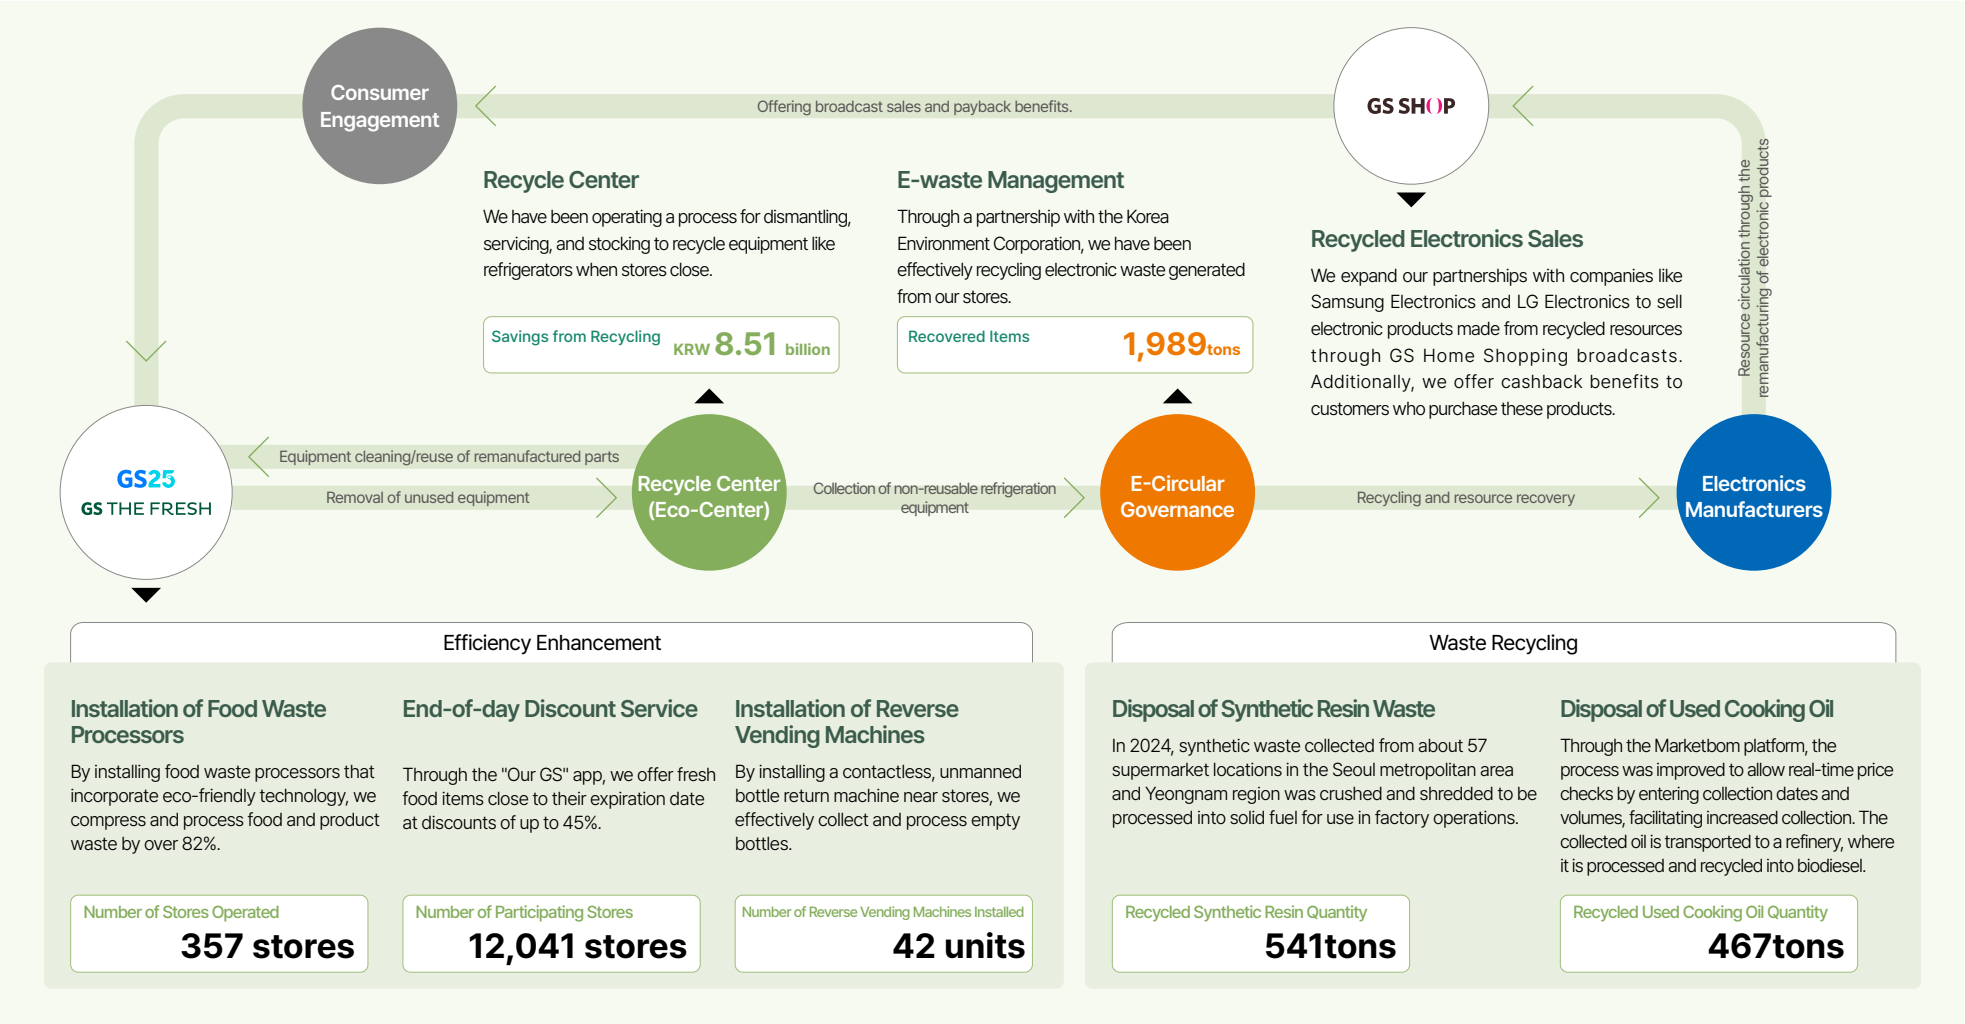 Consumer
Engagement
Offering broadcast sales and payback benefits.
GS SHOP
Resource circulation through the
remanufacturing of electronic products
Recycle Center
We have been operating a process for dismantling,
servicing, and stocking to recycle equipment like
refrigerators when stores close.
Savings from Recycling
KRW 8.51 billion
E-waste Management
Through a partnership with the Korea
Environment Corporation, we have been
effectively recycling electronic waste generated
from our stores.
Recovered Items
1,989tons
Recycled Electronics Sales
We expand our partnerships with companies like
Samsung Electronics and LG Electronics to sell
electronic products made from recycled resources
through GS Home Shopping broadcasts.
Additionally, we offer cashback benefits to
customers who purchase these products.
GS25
GS THE FRESH
Equipment cleaning/reuse of remanufactured parts
Removal of unused equipment
Recycle Center
(Eco-Center)
Collection of non-reusable refrigeration
equipment
E-Circular
Governance
Recycling and resource recovery
Electronics
Manufacturers
Efficiency Enhancement
Installation of Food Waste
Processors
By installing food waste processors that
incorporate eco-friendly technology, we
compress and process food and product
waste by over 82%.
Number of Stores Operated
357 stores
End-of-day Discount Service
Through the "Our GS" app, we offer fresh
food items close to their expiration date
at discounts of up to 45%.
Number of Participating Stores
12,041 stores
Installation of Reverse
Vending Machines
By installing a contactless, unmanned
bottle return machine near stores, we
effectively collect and process empty
bottles.
Number of Reverse Vending Machines Installed
42 units
Waste Recycling
Disposal of Synthetic Resin Waste
In 2024, synthetic waste collected from about 57
supermarket locations in the Seoul metropolitan area
and Yeongnam region was crushed and shredded to be
processed into solid fuel for use in factory operations.
Recycled Synthetic Resin Quantity
541tons
Disposal of Used Cooking Oil
Through the Marketbom platform, the
process was improved to allow real-time price
checks by entering collection dates and
volumes, facilitating increased collection. The
collected oil is transported to a refinery, where
it is processed and recycled into biodiesel.
Recycled Used Cooking Oil Quantity
467tons